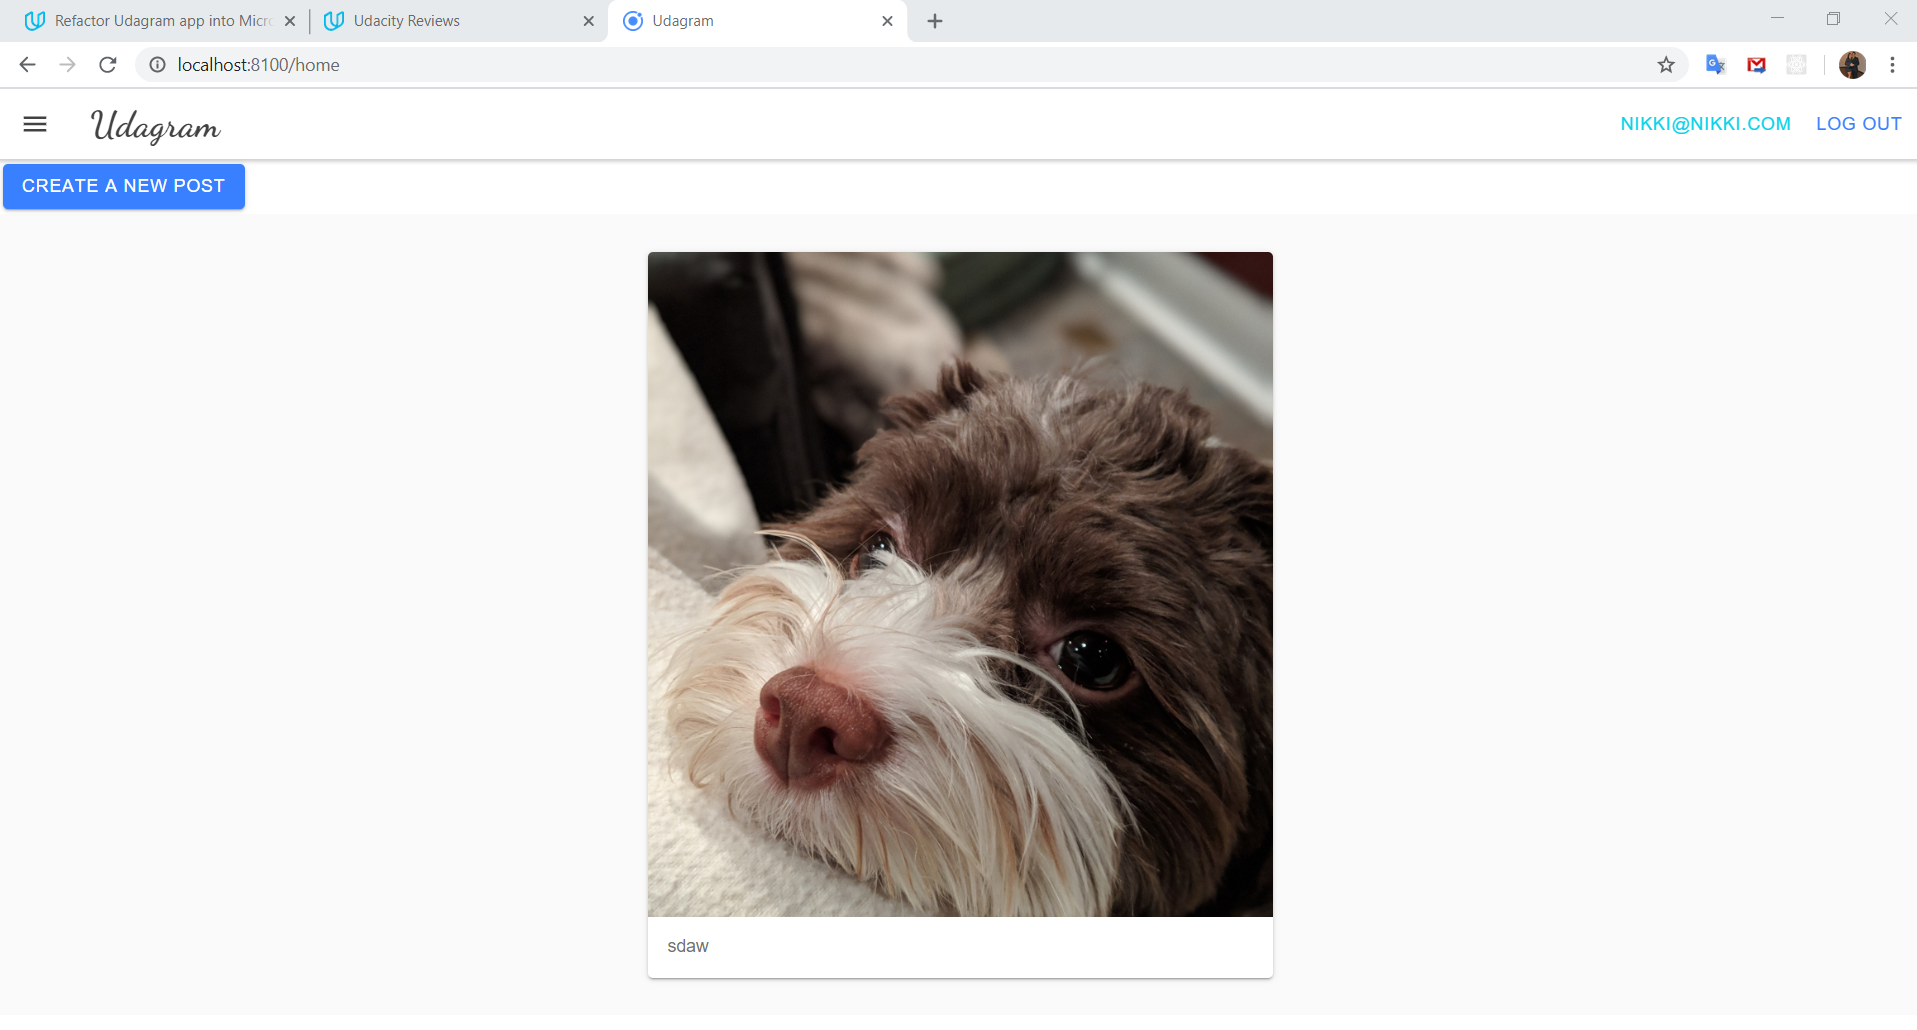 Refactor Udagram app into Micro
Udacity Reviews
Udagram
localhost:8100/home
Udagram
NIKKI@NIKKI.COM
LOG OUT
CREATE A NEW POST
sdaw